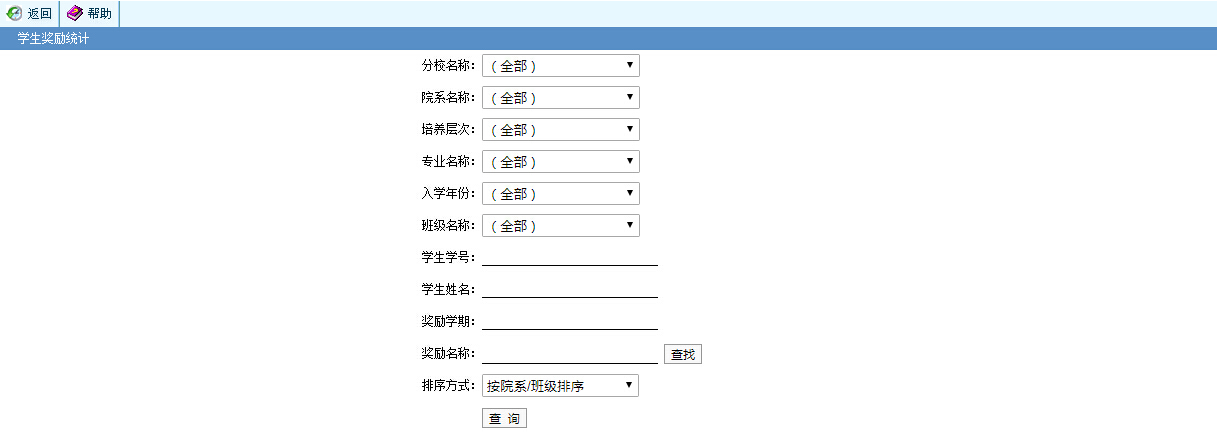 返回 帮助
学生奖励统计
分校名称： （全部）
院系名称： （全部）
培养层次： （全部）
专业名称： （全部）
入学年份： （全部）
班级名称： （全部）
学生学号：
学生姓名：
奖励学期：
奖励名称： 查找
排序方式： 按院系/班级排序
查 询